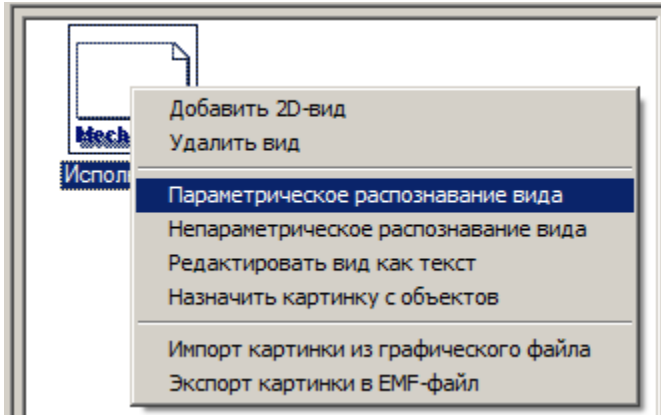 Mech
Добавить 2D-вид
Удалить вид
Параметрическое распознавание вида
Непараметрическое распознавание вида
Редактировать вид как текст
Назначить картинку с объектов
Импорт картинки из графического файла
Экспорт картинки в EMF-файл